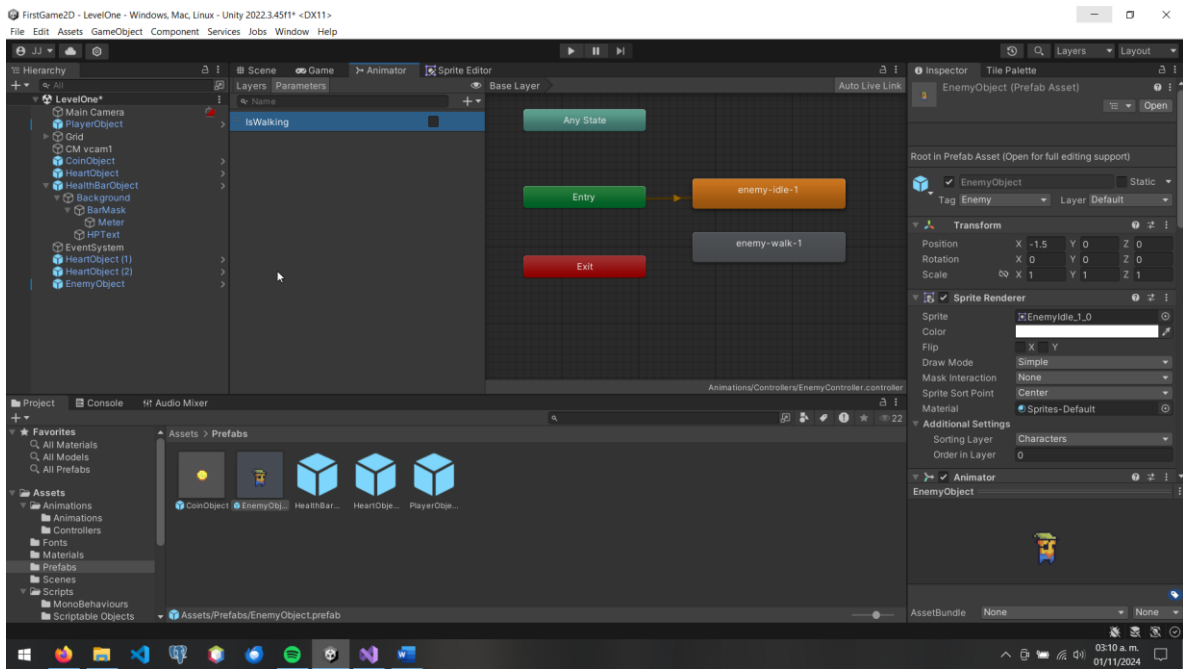 FirstGame2D - LevelOne - Windows, Mac, Linux - Unity 2022.3.45f1* <DX11>
File Edit Assets GameObject Component Services Jobs Window Help
JJ
Layers
Layout
Hierarchy
All
LevelOne*
Main Camera
PlayerObject
Grid
CM vcam1
CoinObject
HeartObject
HealthBarObject
Background
BarMask
Meter
HPText
EventSystem
HeartObject (1)
HeartObject (2)
EnemyObject
Scene Game Animator Sprite Editor
Layers Parameters
Name
IsWalking
Base Layer
Auto Live Link
Any State
Entry
Exit
enemy-idle-1
enemy-walk-1
Animations/Controllers/EnemyController.controller
Inspector Tile Palette
EnemyObject (Prefab Asset)
Open
Root in Prefab Asset (Open for full editing support)
EnemyObject Static
Tag Enemy Layer Default
Transform
Position X -1.5 Y 0 Z 0
Rotation X 0 Y 0 Z 0
Scale X 1 Y 1 Z 1
Sprite Renderer
Sprite EnemyIdle_1_0
Color
Flip X Y
Draw Mode Simple
Mask Interaction None
Sprite Sort Point Center
Material Sprites-Default
Additional Settings
Sorting Layer Characters
Order in Layer 0
Animator
EnemyObject
AssetBundle None None
Project Console Audio Mixer
22
Favorites
All Materials
All Models
All Prefabs
Assets
Animations
Animations
Controllers
Fonts
Materials
Prefabs
Scenes
Scripts
MonoBehaviours
Scriptable Objects
Assets > Prefabs
CoinObject EnemyObj... HealthBar... HeartObje... PlayerObje...
Assets/Prefabs/EnemyObject.prefab
03:10 a. m.
01/11/2024